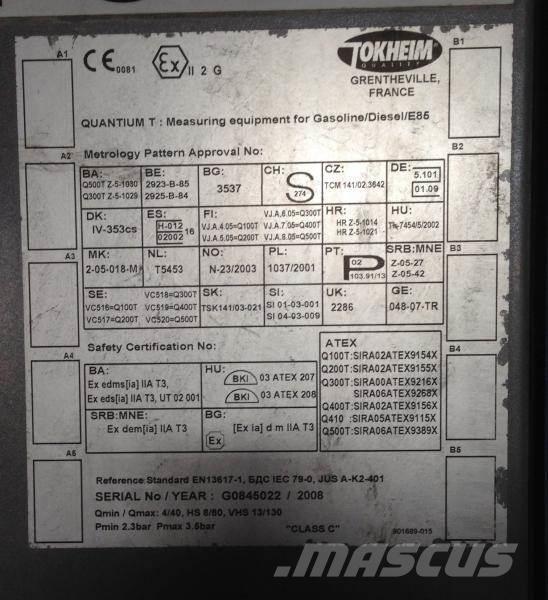 A1
CE 0081 Ex II 2 G
TOKHEIM
QUALITY
GRENTHEVILLE,
FRANCE
B1
QUANTIUM T : Measuring equipment for Gasoline/Diesel/E85
A2
Metrology Pattern Approval No:
B2
BA:
Q500T Z-5-1030
Q300T Z-5-1029
BE:
2923-B-85
2925-B-84
BG:
3537
CH:
S
274
CZ:
TCM 141/02.3642
DE:
5.101
01.09
DK:
IV-353cs
ES:
H-012
02002
16
FI:
VJ.A,4.05=Q100T
VJ.A,5.05=Q200T
VJ.A,6.05=Q300T
VJ.A,7.05=Q400T
VJ.A,8.05=Q500T
HR:
HR Z-5-1014
HR Z-5-1021
HU:
7454/5/2002
A3
B3
MK:
2-05-018-M
NL:
T5453
NO:
N-23/2003
PL:
1037/2001
PT:
P
02
103.91/13
SRB:MNE
Z-05-27
Z-05-42
SE:
VC516=Q100T
VC517=Q200T
VC518=Q300T
VC519=Q400T
VC520=Q500T
SK:
TSK141/03-021
SI:
SI 01-03-001
SI 04-03-009
UK:
2286
GE:
048-07-TR
A4
B4
Safety Certification No:
BA:
Ex edms[ia] IIA T3,
Ex eds[ia] IIA T3, UT 02 001
HU:
BKI 03 ATEX 207
BKI 03 ATEX 208
SRB:MNE:
Ex dem[ia] IIA T3
BG:
Ex [Ex ia] d m IIA T3
ATEX
Q100T:SIRA02ATEX9154X
Q200T:SIRA02ATEX9155X
Q300T:SIRA00ATEX9216X
SIRA06ATEX9268X
Q400T:SIRA02ATEX9156X
Q410 :SIRA05ATEX9115X
Q500T:SIRA06ATEX9389X
A5
B5
Reference Standard EN13617-1, БДС IEC 79-0, JUS A-K2-401
SERIAL No / YEAR : G0845022 / 2008
Qmin / Qmax: 4/40, HS 8/80, VHS 13/130
Pmin 2.3bar Pmax 3.5bar "CLASS C" 901689-015
mascus